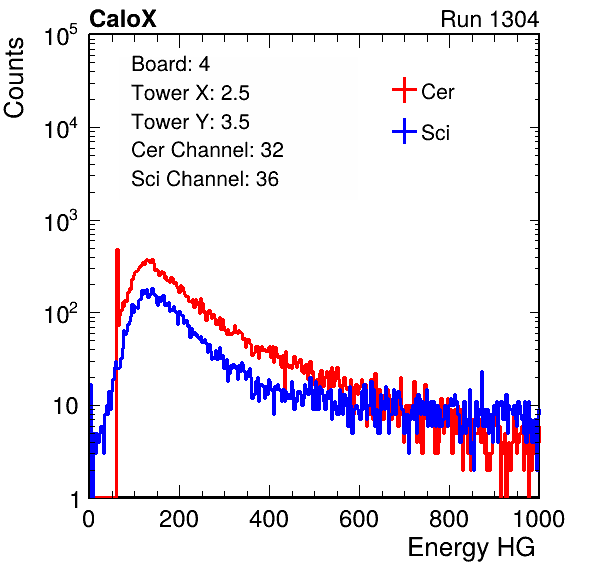 CaloX
Run 1304
Counts
10^5
10^4
10^3
10^2
10
1
Board: 4
Tower X: 2.5
Tower Y: 3.5
Cer Channel: 32
Sci Channel: 36
Cer
Sci
0 200 400 600 800 1000
Energy HG